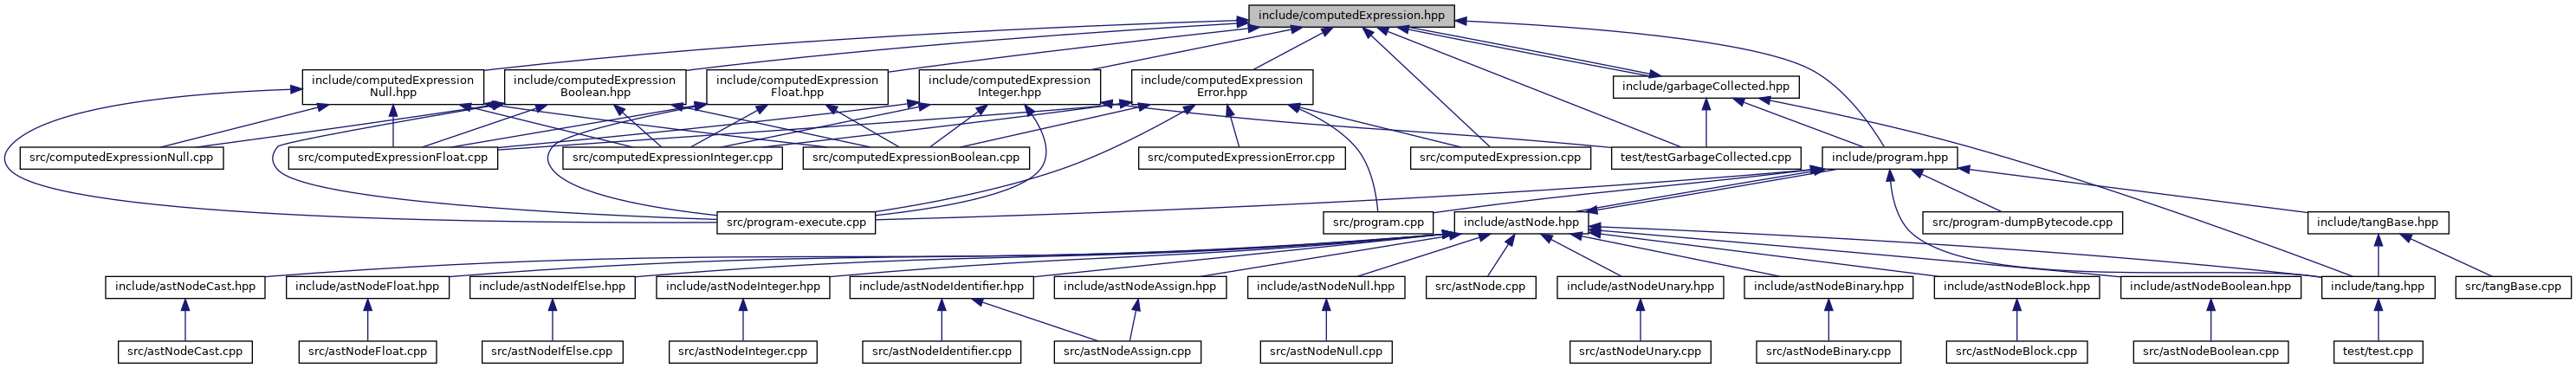 include/computedExpression.hpp
include/computedExpression
Null.hpp
include/computedExpression
Boolean.hpp
include/computedExpression
Float.hpp
include/computedExpression
Integer.hpp
include/computedExpression
Error.hpp
include/garbageCollected.hpp
src/computedExpressionNull.cpp
src/computedExpressionFloat.cpp
src/computedExpressionInteger.cpp
src/computedExpressionBoolean.cpp
src/computedExpressionError.cpp
src/computedExpression.cpp
test/testGarbageCollected.cpp
include/program.hpp
src/program-execute.cpp
src/program.cpp
include/astNode.hpp
src/program-dumpBytecode.cpp
include/tangBase.hpp
include/astNodeCast.hpp
include/astNodeFloat.hpp
include/astNodeIfElse.hpp
include/astNodeInteger.hpp
include/astNodeIdentifier.hpp
include/astNodeAssign.hpp
include/astNodeNull.hpp
src/astNode.cpp
include/astNodeUnary.hpp
include/astNodeBinary.hpp
include/astNodeBlock.hpp
include/astNodeBoolean.hpp
include/tang.hpp
src/tangBase.cpp
src/astNodeCast.cpp
src/astNodeFloat.cpp
src/astNodeIfElse.cpp
src/astNodeInteger.cpp
src/astNodeIdentifier.cpp
src/astNodeAssign.cpp
src/astNodeNull.cpp
src/astNodeUnary.cpp
src/astNodeBinary.cpp
src/astNodeBlock.cpp
src/astNodeBoolean.cpp
test/test.cpp